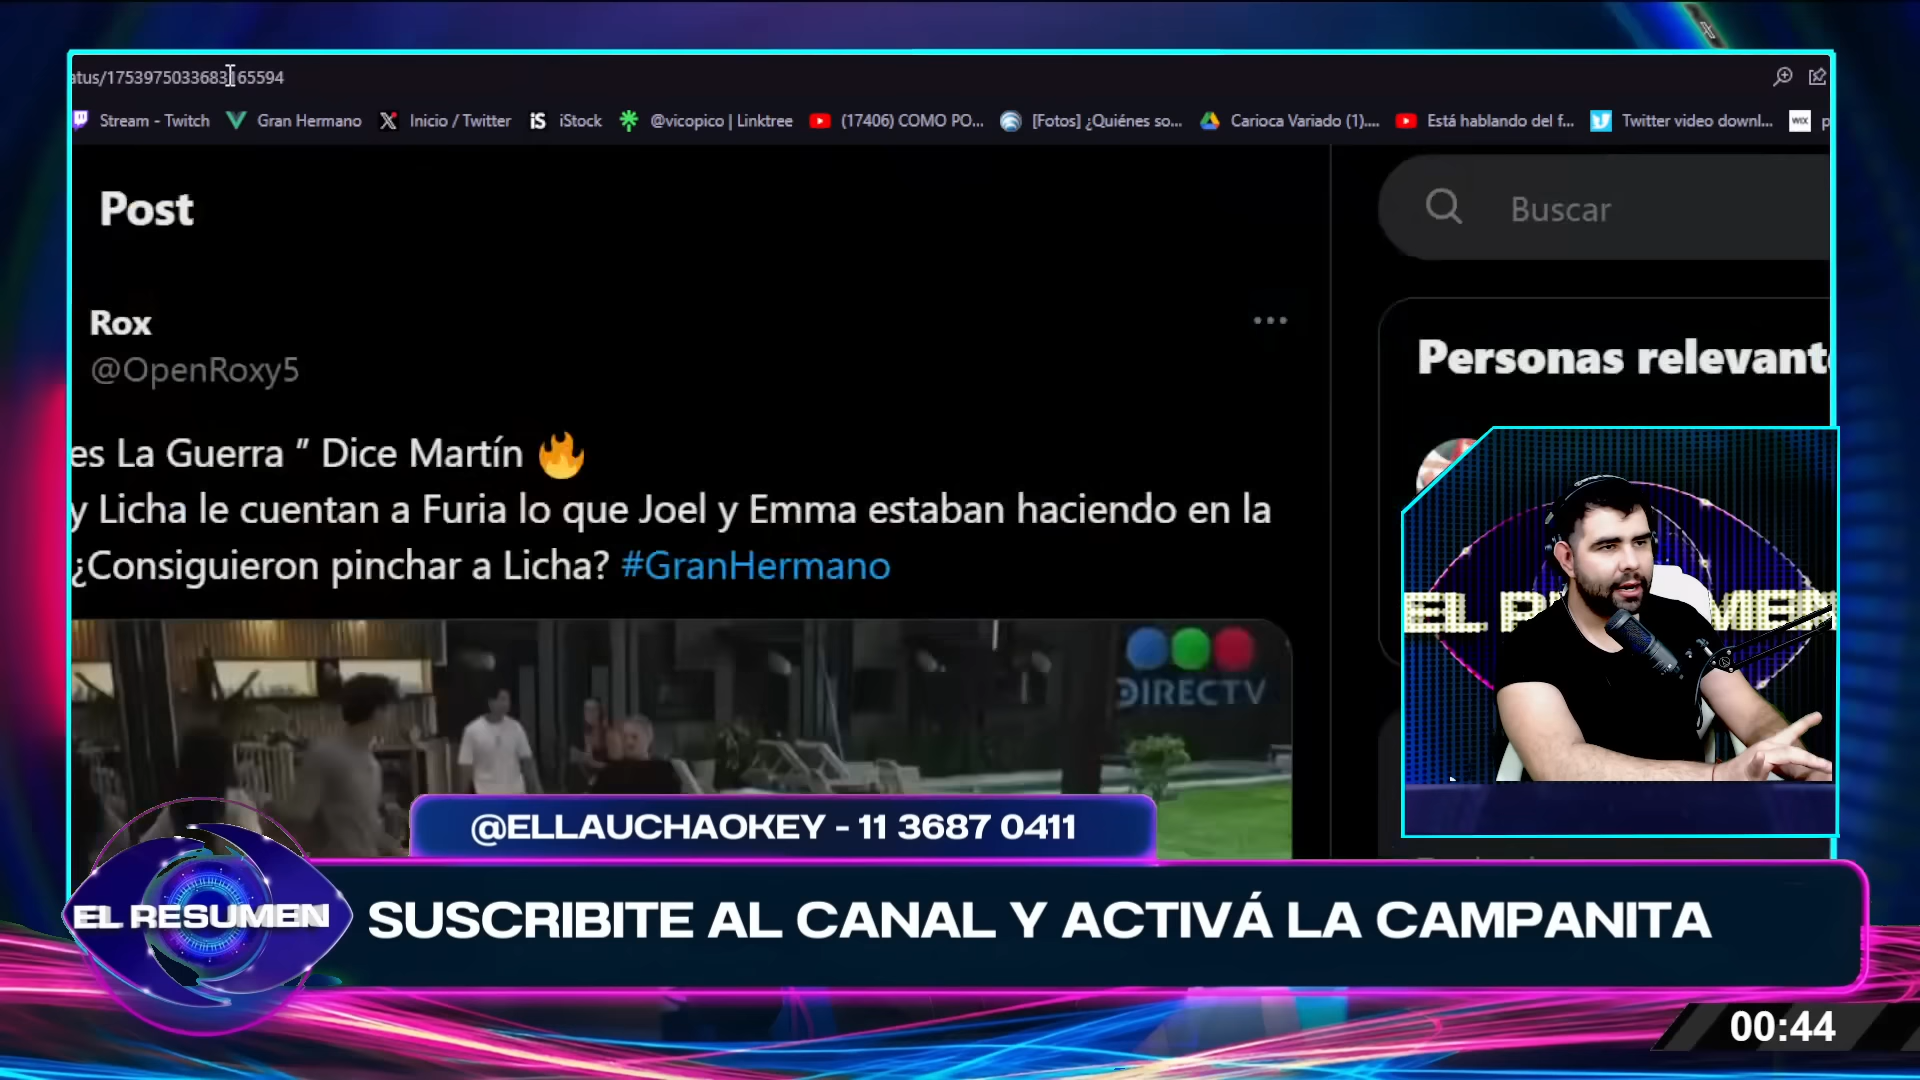 atus/1753975033683165594
Stream - Twitch
Gran Hermano
Inicio / Twitter
iS iStock
@vicopico | Linktree
(17406) COMO PO...
[Fotos] ¿Quiénes so...
Carioca Variado (1)....
Está hablando del f...
Twitter video downl...
WIX p
Post
Buscar
Rox
@OpenRoxy5
Personas relevant
es La Guerra " Dice Martín 🔥
y Licha le cuentan a Furia lo que Joel y Emma estaban haciendo en la
¿Consiguieron pinchar a Licha? #GranHermano
DIRECTV
@ELLAUCHAOKEY - 11 3687 0411
EL RESUMEN
SUSCRIBITE AL CANAL Y ACTIVÁ LA CAMPANITA
00:44